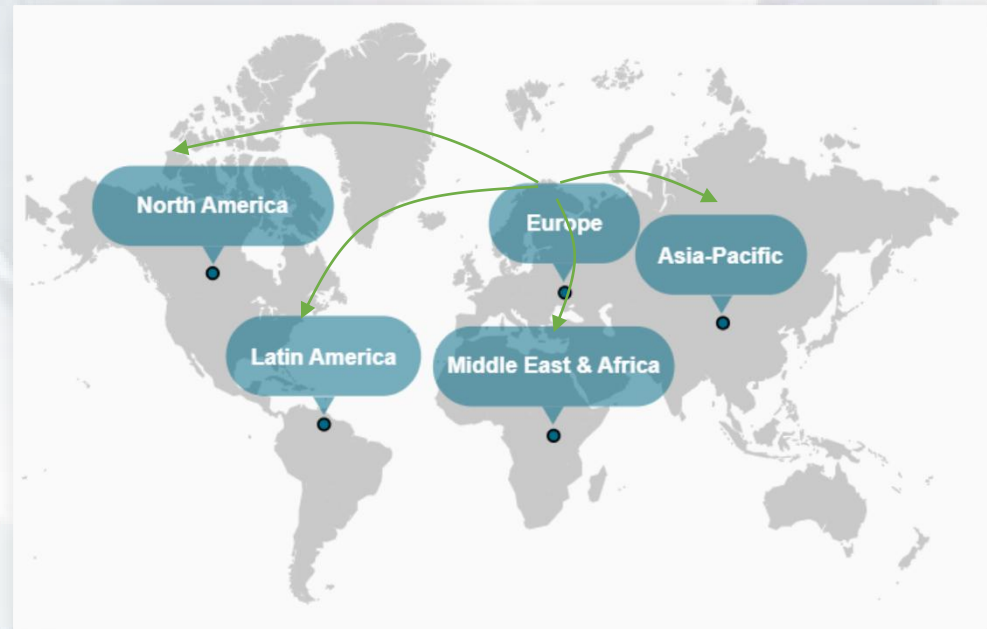 North America
Europe
Asia-Pacific
Latin America
Middle East & Africa